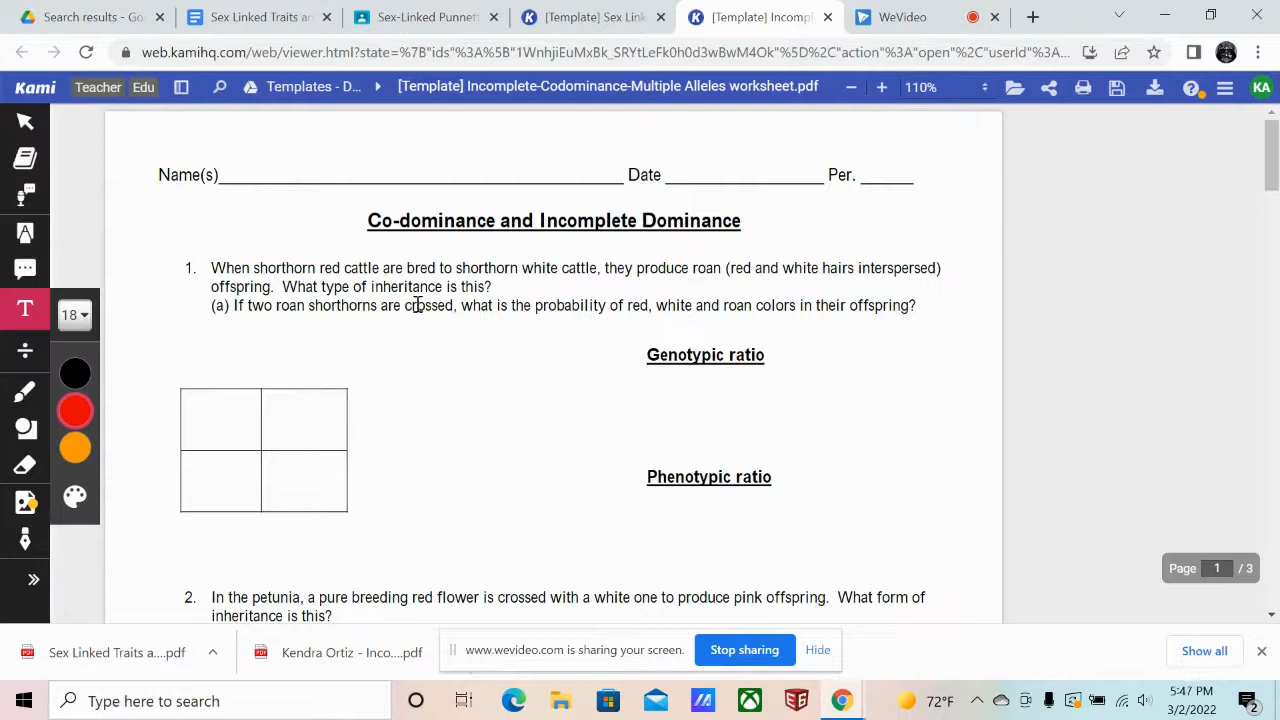 Search results - Go
Sex Linked Traits an
Sex-Linked Punnett
[Template] Sex Link
[Template] Incompl
WeVideo
web.kamihq.com/web/viewer.html?state=%7B"ids"%3A%5B"1WnhjiEuMxBk_SRYtLeFk0h0d3wBwM4Ok"%5D%2C"action"%3A"open"%2C"userId"%3A...
Kami Teacher Edu Templates - D... [Template] Incomplete-Codominance-Multiple Alleles worksheet.pdf 110% KA
Name(s)__________ Date __________ Per. ______
Co-dominance and Incomplete Dominance
1. When shorthorn red cattle are bred to shorthorn white cattle, they produce roan (red and white hairs interspersed)
offspring. What type of inheritance is this?
(a) If two roan shorthorns are crossed, what is the probability of red, white and roan colors in their offspring?
T
18
Genotypic ratio
Phenotypic ratio
Page 1 / 3
2. In the petunia, a pure breeding red flower is crossed with a white one to produce pink offspring. What form of
inheritance is this?
Sex Linked Traits a....pdf
Kendra Ortiz - Inco....pdf
www.wevideo.com is sharing your screen.
Stop sharing
Hide
Show all
Type here to search
72°F
5:47 PM
3/2/2022
2